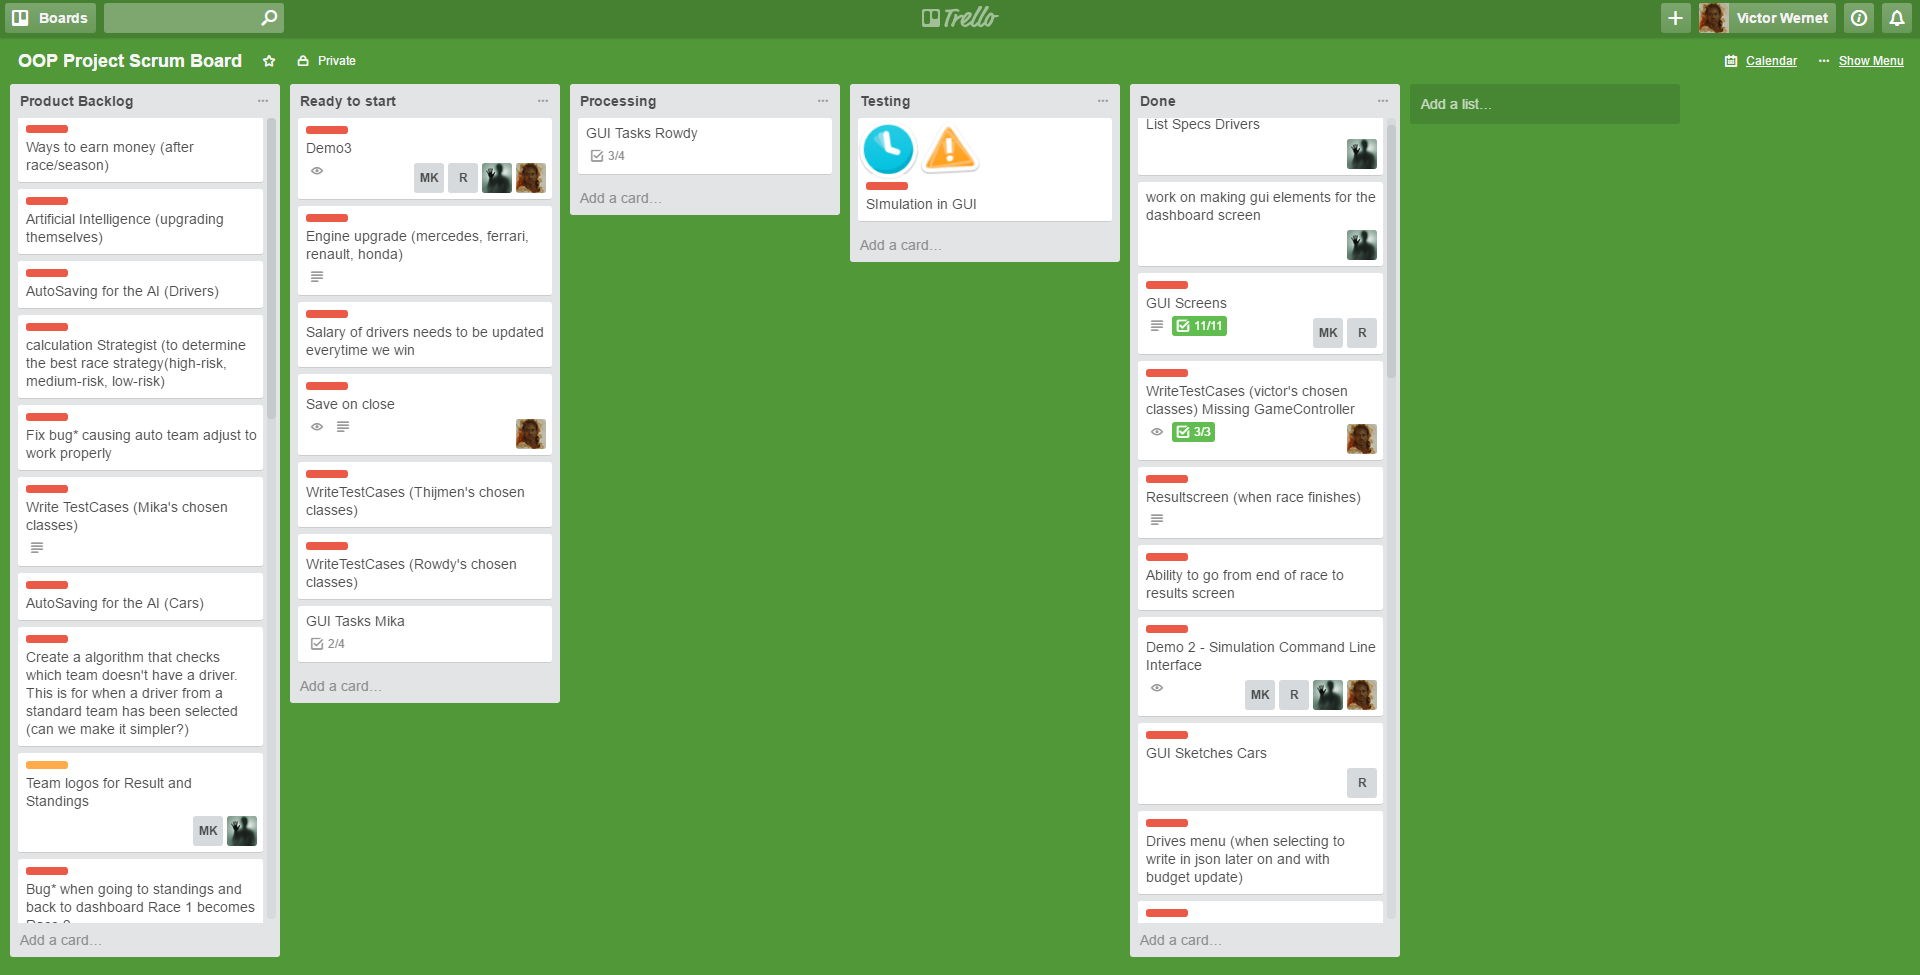 Boards
Trello
Victor Wernet
OOP Project Scrum Board
Private
Calendar
Show Menu
Product Backlog
Ways to earn money (after
race/season)
Artificial Intelligence (upgrading
themselves)
AutoSaving for the AI (Drivers)
calculation Strategist (to determine
the best race strategy(high-risk,
medium-risk, low-risk)
Fix bug* causing auto team adjust to
work properly
Write TestCases (Mika's chosen
classes)
AutoSaving for the AI (Cars)
Create a algorithm that checks
which team doesn't have a driver.
This is for when a driver from a
standard team has been selected
(can we make it simpler?)
Team logos for Result and
Standings
MK
Bug* when going to standings and
back to dashboard Race 1 becomes
Add a card...
Ready to start
Demo3
MK R
Engine upgrade (mercedes, ferrari,
renault, honda)
Salary of drivers needs to be updated
everytime we win
Save on close
WriteTestCases (Thijmen's chosen
classes)
WriteTestCases (Rowdy's chosen
classes)
GUI Tasks Mika
2/4
Add a card...
Processing
GUI Tasks Rowdy
3/4
Add a card...
Testing
SImulation in GUI
Add a card...
Done
List Specs Drivers
work on making gui elements for the
dashboard screen
GUI Screens
11/11
MK R
WriteTestCases (victor's chosen
classes) Missing GameController
3/3
Resultscreen (when race finishes)
Ability to go from end of race to
results screen
Demo 2 - Simulation Command Line
Interface
MK R
GUI Sketches Cars
R
Drives menu (when selecting to
write in json later on and with
budget update)
Add a card...
Add a list...